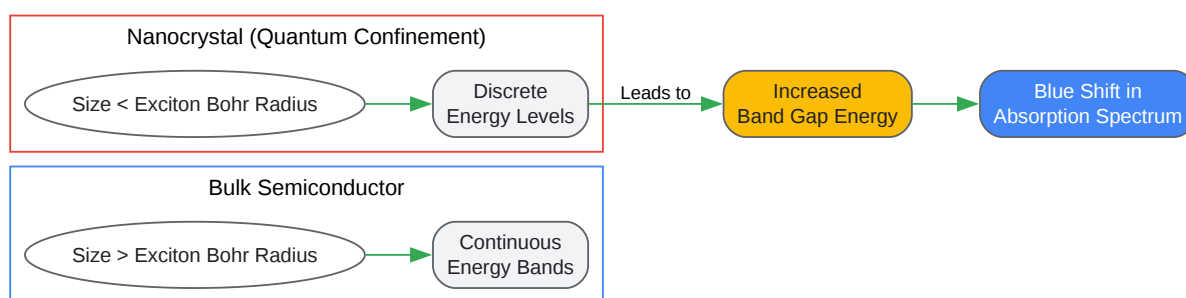 Nanocrystal (Quantum Confinement)
Size < Exciton Bohr Radius
Discrete
Energy Levels
Leads to
Increased
Band Gap Energy
Blue Shift in
Absorption Spectrum
Bulk Semiconductor
Size > Exciton Bohr Radius
Continuous
Energy Bands